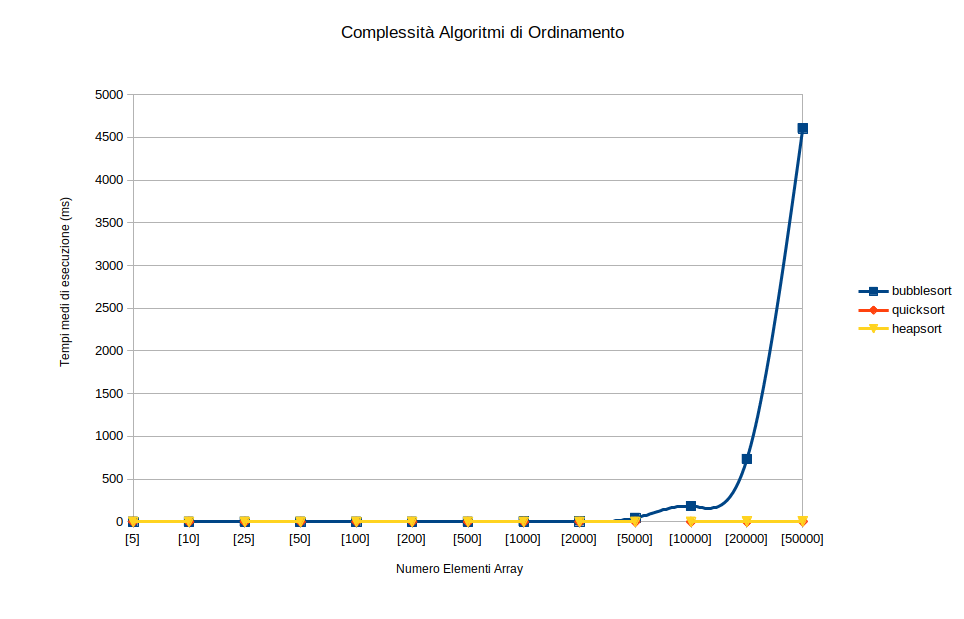 Complessità Algoritmi di Ordinamento
5000
4500
4000
3500
3000
2500
2000
1500
1000
500
0
Tempi medi di esecuzione (ms)
[5] [10] [25] [50] [100] [200] [500] [1000] [2000] [5000] [10000] [20000] [50000]
Numero Elementi Array
bubblesort
quicksort
heapsort